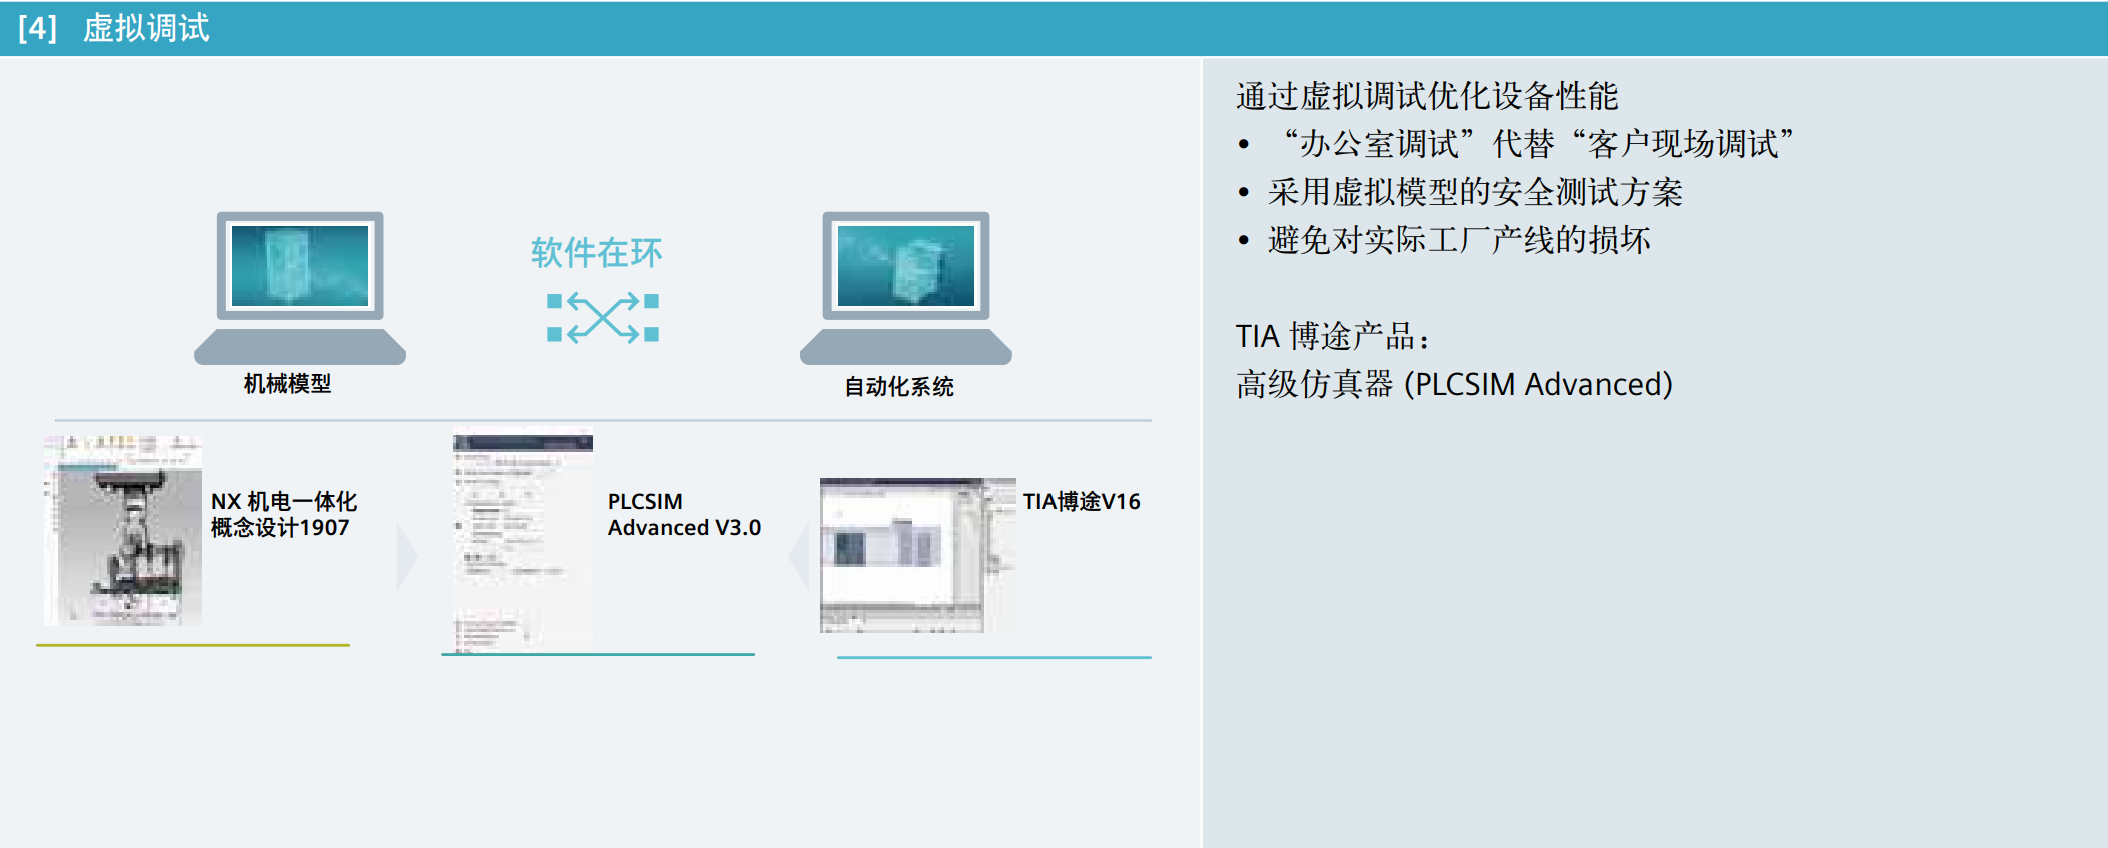 [4] 虚拟调试
软件在环
机械模型
自动化系统
NX 机电一体化
概念设计1907
PLCSIM
Advanced V3.0
TIA博途V16
通过虚拟调试优化设备性能
• “办公室调试”代替“客户现场调试”
• 采用虚拟模型的安全测试方案
• 避免对实际工厂产线的损坏
TIA 博途产品：
高级仿真器 (PLCSIM Advanced)